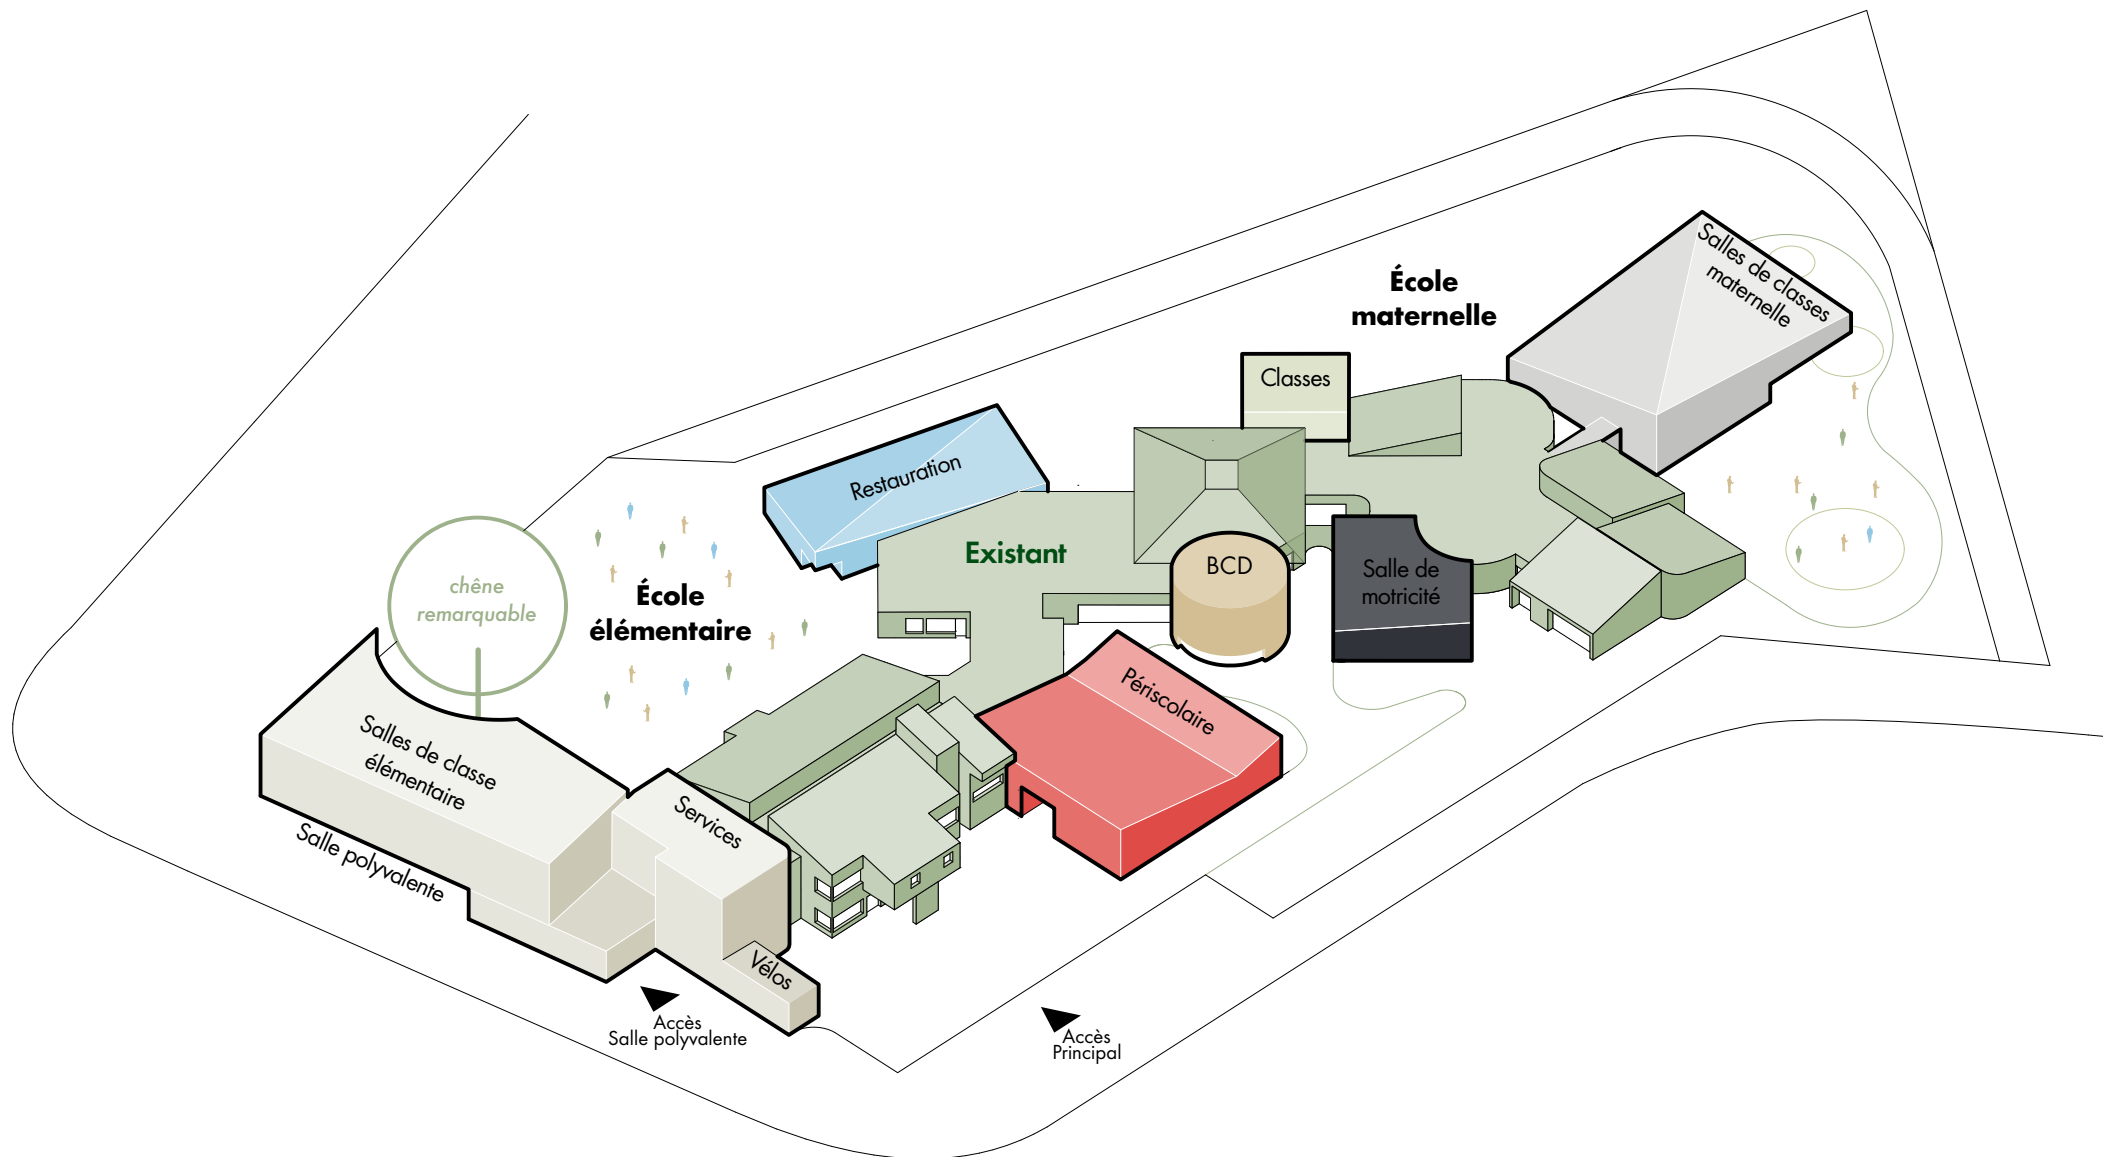 Salles de classes
maternelle
École
maternelle
Classes
Restauration
Existant
BCD
Salle de
motricité
chêne
remarquable
École
élémentaire
Périscolaire
Salles de classe
élémentaire
Services
Salle polyvalente
Vélos
Accès
Salle polyvalente
Accès
Principal